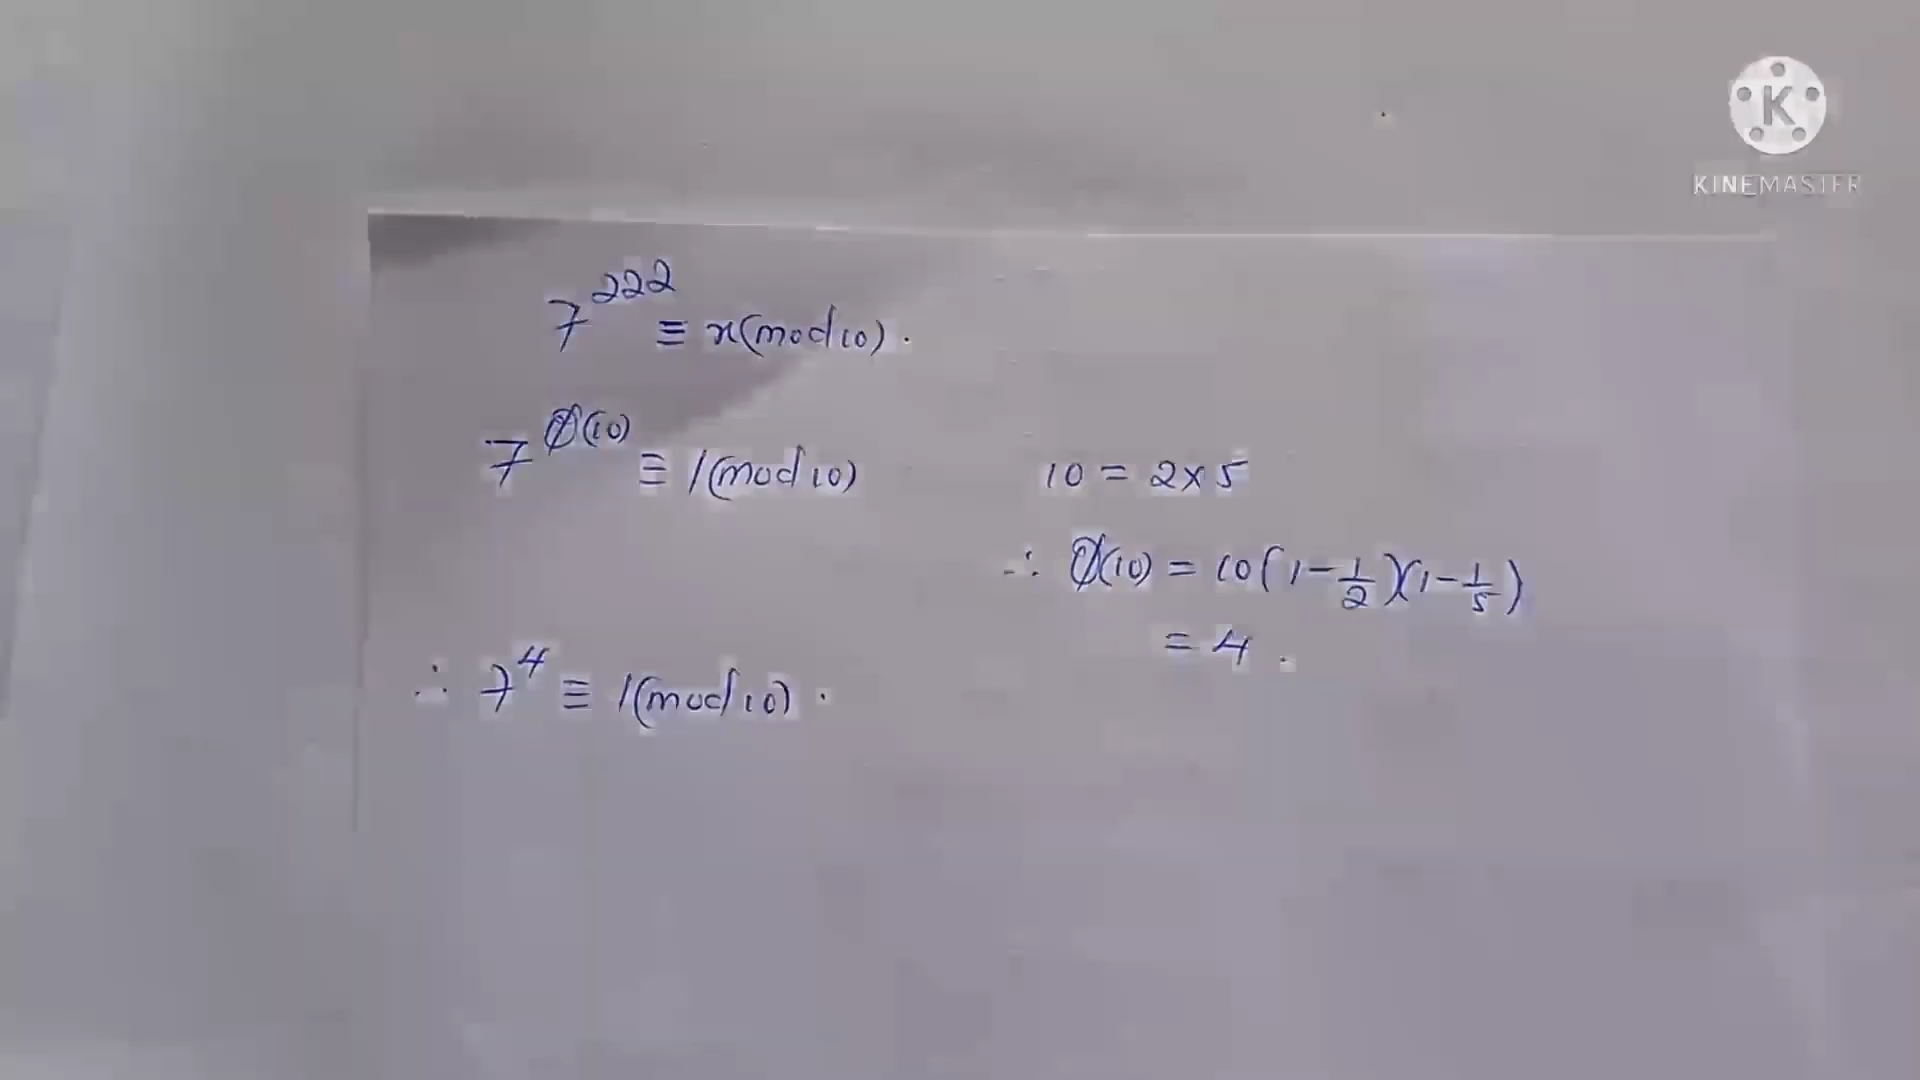 K
KINEMASTER
7^222 ≡ x(mod 10).
7^Ø(10) ≡ 1(mod 10)
10 = 2×5
∴ Ø(10) = 10(1-1/2)(1-1/5)
= 4.
∴ 7^4 ≡ 1(mod 10).